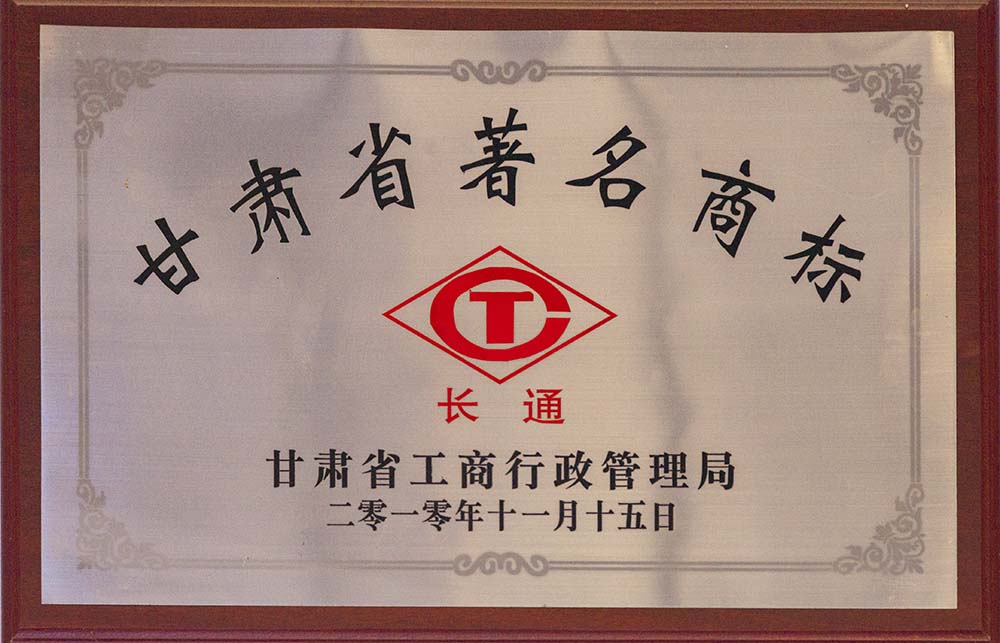 甘肃省著名商标
CT
长通
甘肃省工商行政管理局
二零一零年十一月十五日